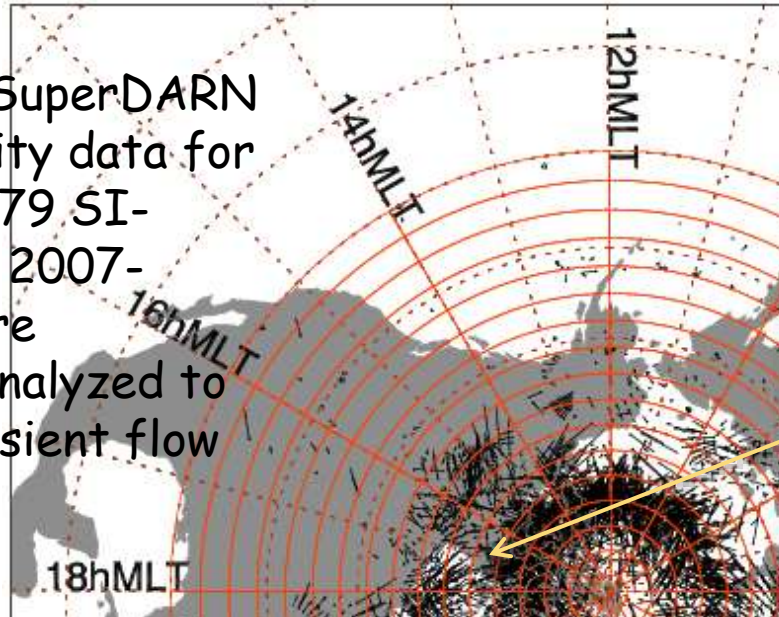 SuperDARN
ity data for
79 SI-
2007-
re
nalyzed to
sient flow
12hMLT
14hMLT
16hMLT
18hMLT